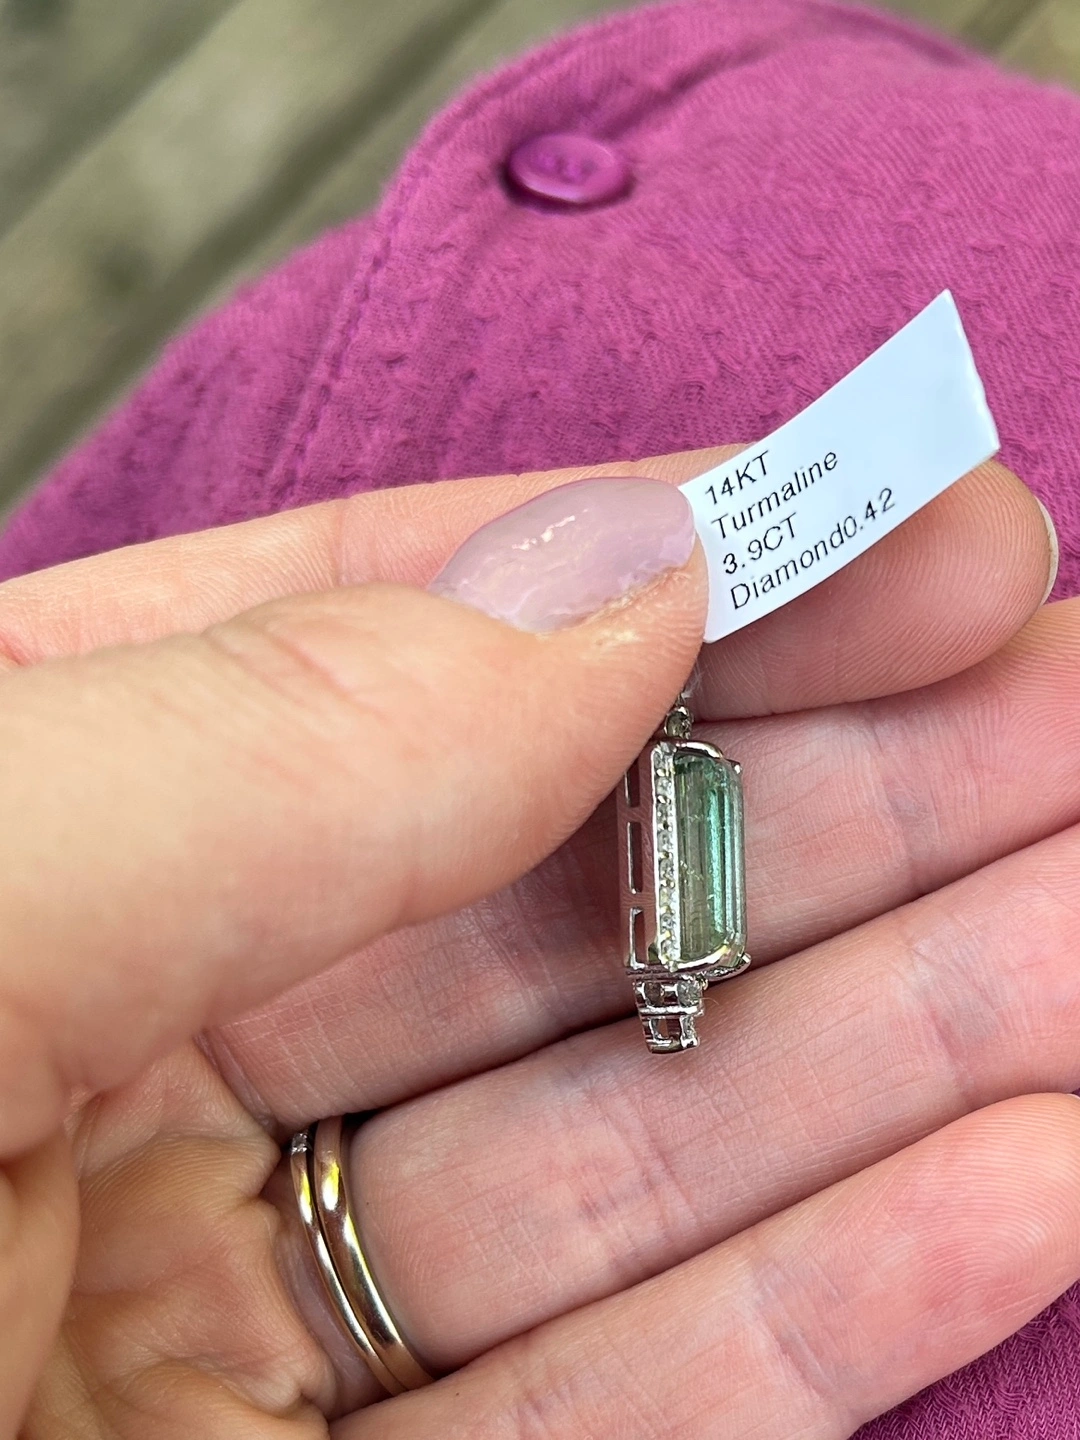 14KT
Turmaline
3.9CT
Diamond0.42